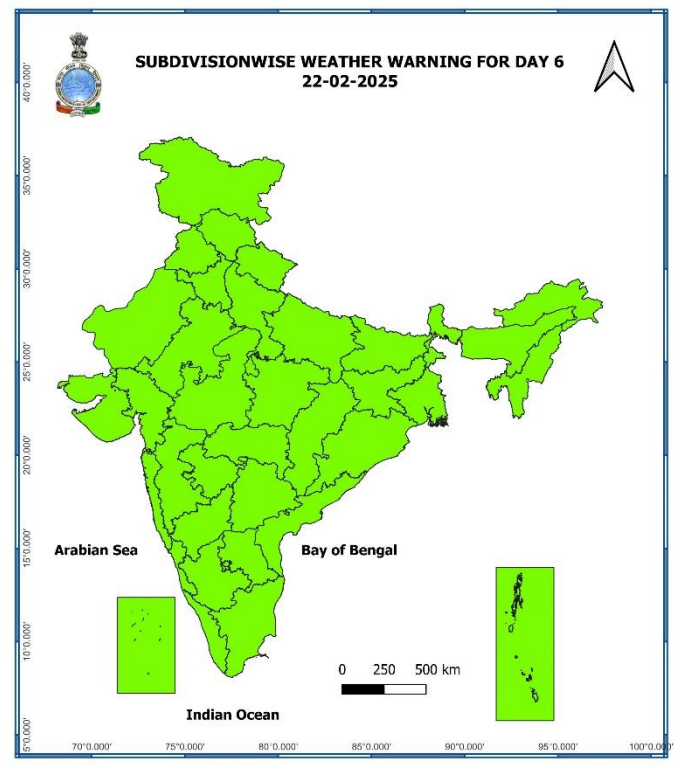 SUBDIVISIONWISE WEATHER WARNING FOR DAY 6
22-02-2025
40°0.000'
35°0.000'
30°0.000'
25°0.000'
20°0.000'
15°0.000'
10°0.000'
5°0.000'
Arabian Sea
Bay of Bengal
0 250 500 km
Indian Ocean
70°0.000' 75°0.000' 80°0.000' 85°0.000' 90°0.000' 95°0.000' 100°0.000'